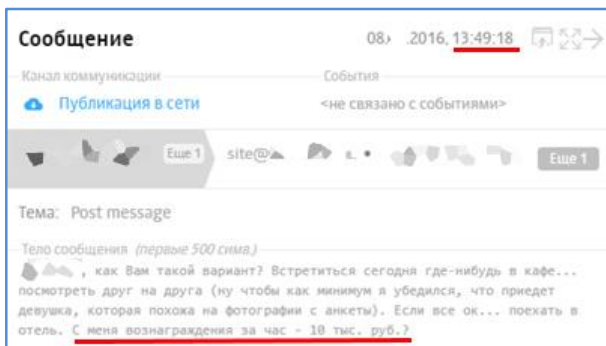 Сообщение 08 .2016, 13:49:18
Канал коммуникации События
Публикация в сети <не связано с событиями>
Еще 1 site@ Еще 1
Тема: Post message
Тело сообщения (первые 500 симв.)
, как Вам такой вариант? Встретиться сегодня где-нибудь в кафе...
посмотреть друг на друга (ну чтобы как минимум я убедился, что приедет
девушка, которая похожа на фотографии с анкеты). Если все ок... поехать в
отель. С меня вознаграждения за час - 10 тыс. руб.?